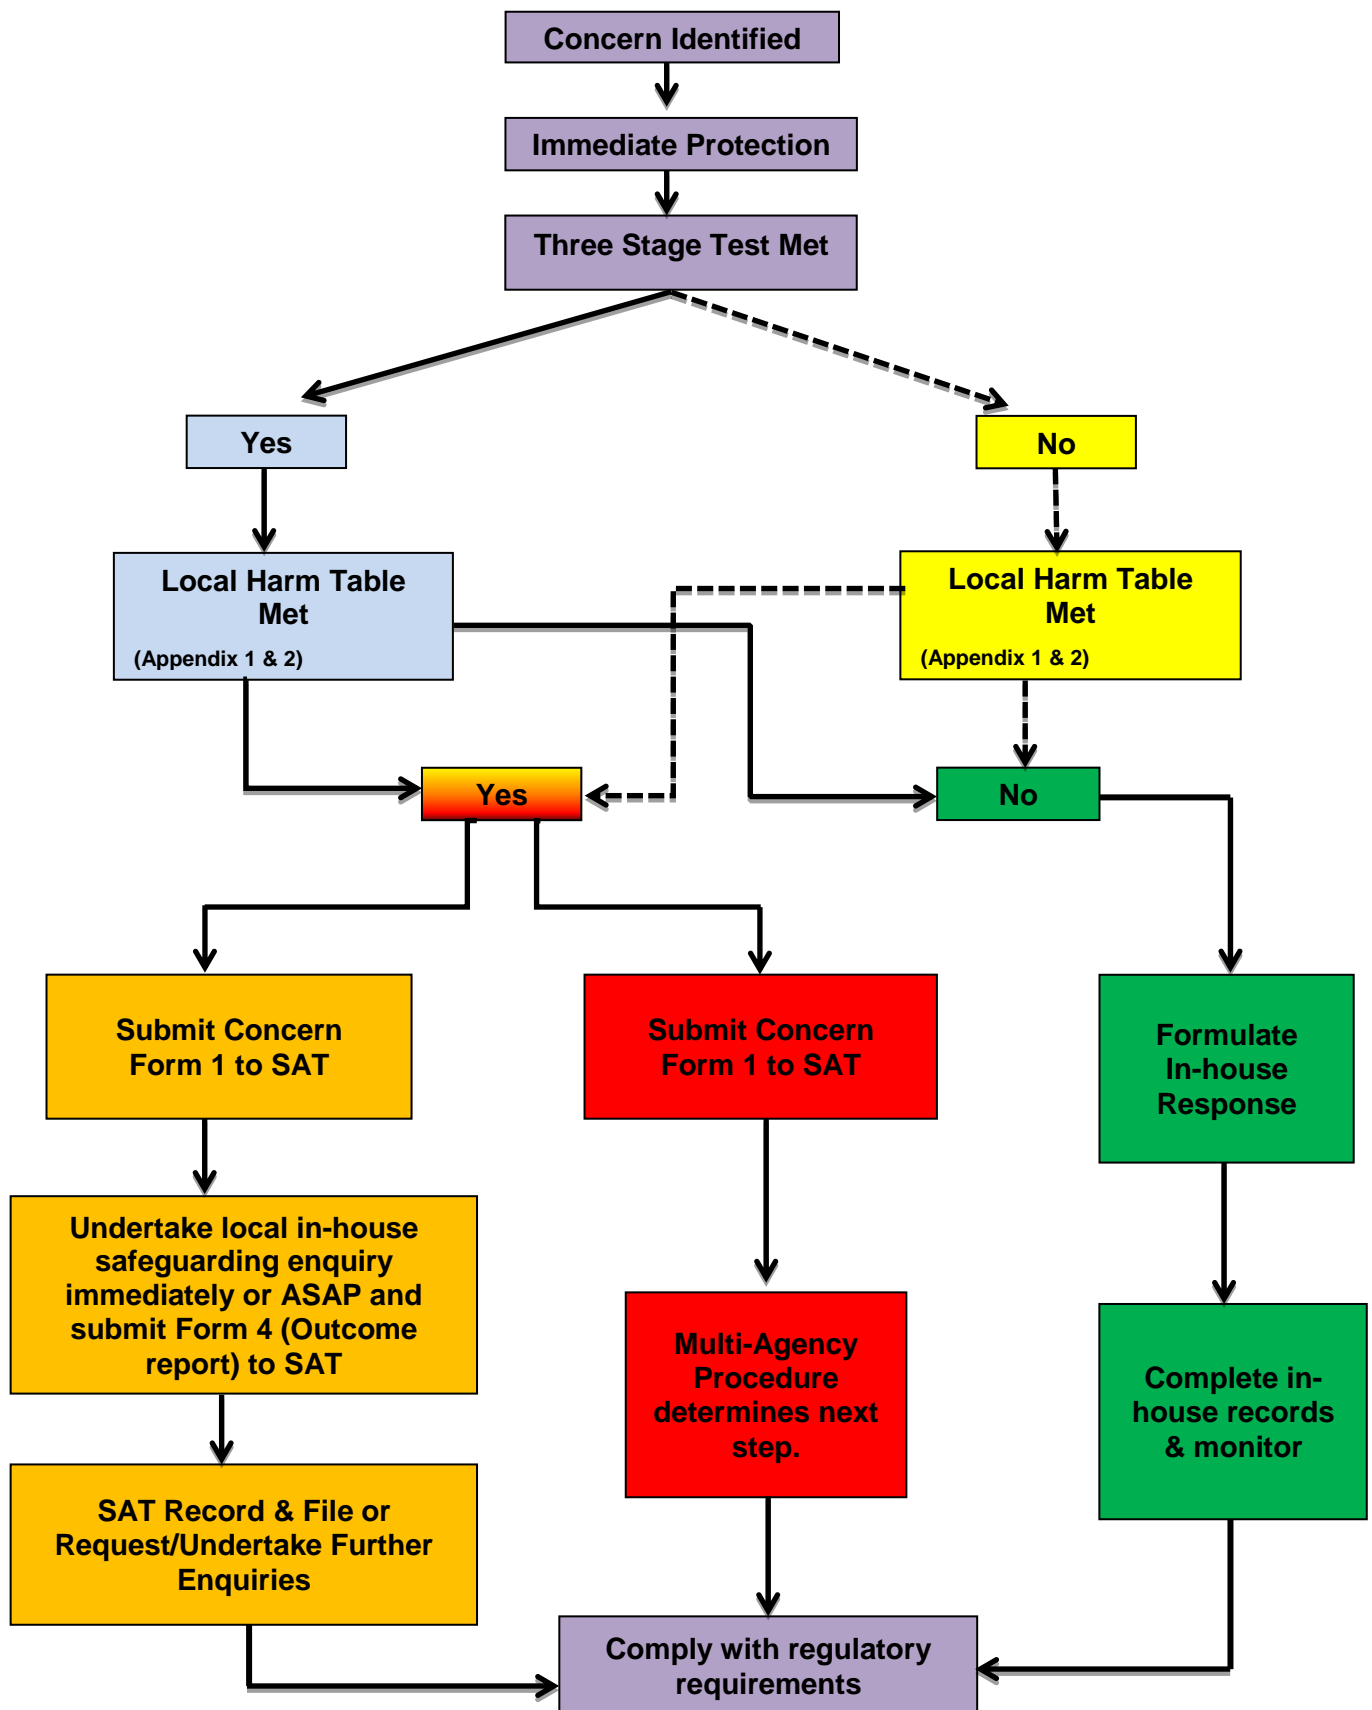 Concern Identified
Immediate Protection
Three Stage Test Met
Yes
No
Local Harm Table
Met
(Appendix 1 & 2)
Local Harm Table
Met
(Appendix 1 & 2)
Yes
No
Submit Concern
Form 1 to SAT
Submit Concern
Form 1 to SAT
Formulate
In-house
Response
Undertake local in-house
safeguarding enquiry
immediately or ASAP and
submit Form 4 (Outcome
report) to SAT
Multi-Agency
Procedure
determines next
step.
Complete in-
house records
& monitor
SAT Record & File or
Request/Undertake Further
Enquiries
Comply with regulatory
requirements